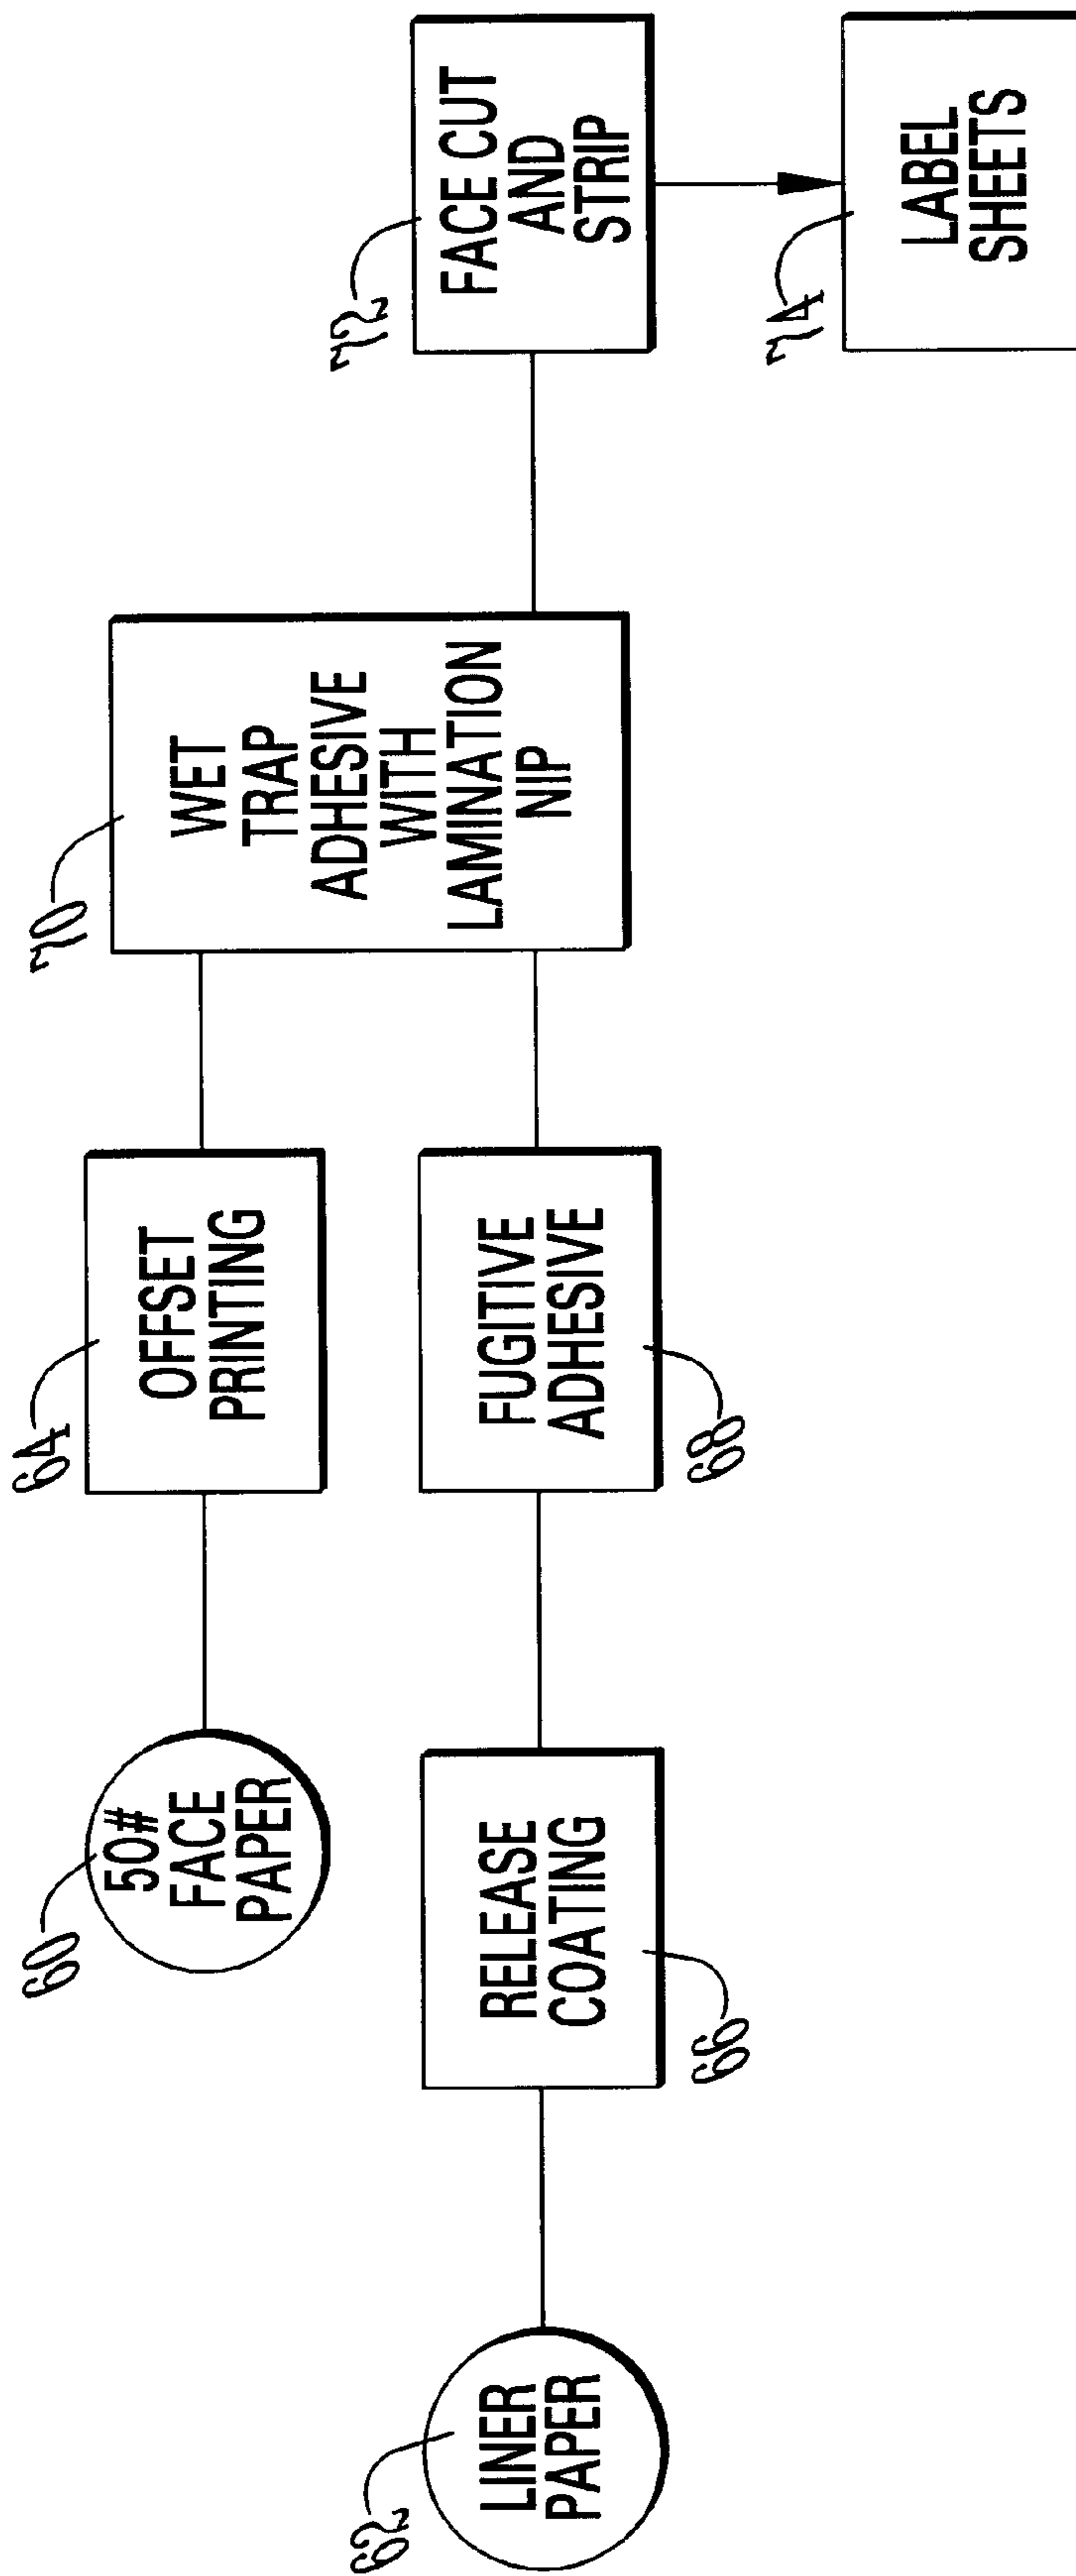 60
50#
FACE
PAPER
64
OFFSET
PRINTING
62
LINER
PAPER
66
RELEASE
COATING
68
FUGITIVE
ADHESIVE
70
WET
TRAP
ADHESIVE
WITH
LAMINATION
NIP
72
FACE CUT
AND
STRIP
74
LABEL
SHEETS